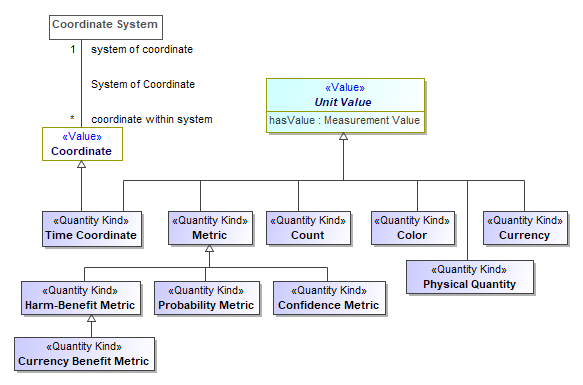 Coordinate System
1
system of coordinate
System of Coordinate
*
coordinate within system
«Value»
Coordinate
«Value»
Unit Value
hasValue : Measurement Value
«Quantity Kind»
Time Coordinate
«Quantity Kind»
Metric
«Quantity Kind»
Count
«Quantity Kind»
Color
«Quantity Kind»
Currency
«Quantity Kind»
Physical Quantity
«Quantity Kind»
Harm-Benefit Metric
«Quantity Kind»
Probability Metric
«Quantity Kind»
Confidence Metric
«Quantity Kind»
Currency Benefit Metric